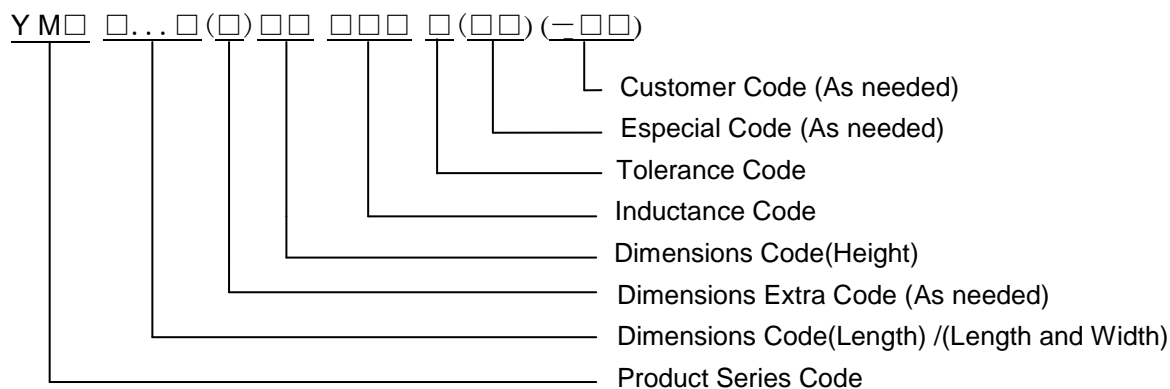 YM□ □...□(□)□□ □□□ □(□□)(-□□)
Customer Code (As needed)
Especial Code (As needed)
Tolerance Code
Inductance Code
Dimensions Code(Height)
Dimensions Extra Code (As needed)
Dimensions Code(Length) /(Length and Width)
Product Series Code